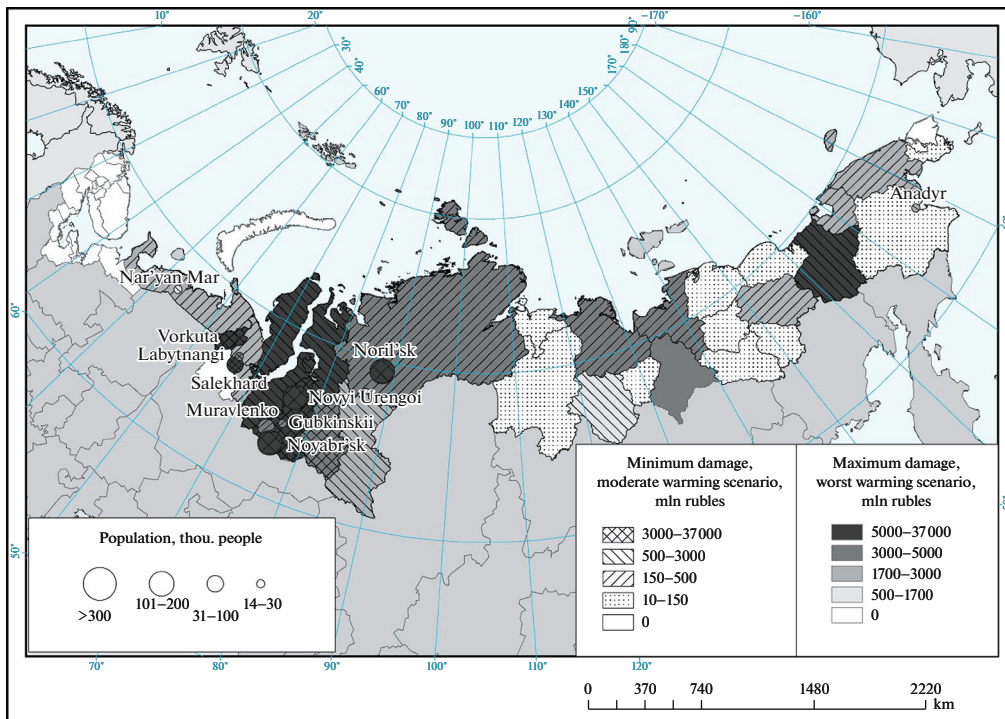 10°
20°
−170°
−160°
30°
40°
60°
70°
80°
90°
100°
110°
120°
130°
140°
150°
170°
180°
90°
Anadyr
Nar'yan Mar
60°
Vorkuta
Labytnangi
Noril'sk
Salekhard
Novyi Urengoi
Muravlenko
Gubkinskii
Noyabr'sk
50°
Population, thou. people
>300
101−200
31−100
14−30
Minimum damage,
moderate warming scenario,
mln rubles
3000−37000
500−3000
150−500
10−150
0
Maximum damage,
worst warming scenario,
mln rubles
5000−37000
3000−5000
1700−3000
500−1700
0
70°
80°
90°
100°
110°
120°
0
370
740
1480
2220
km